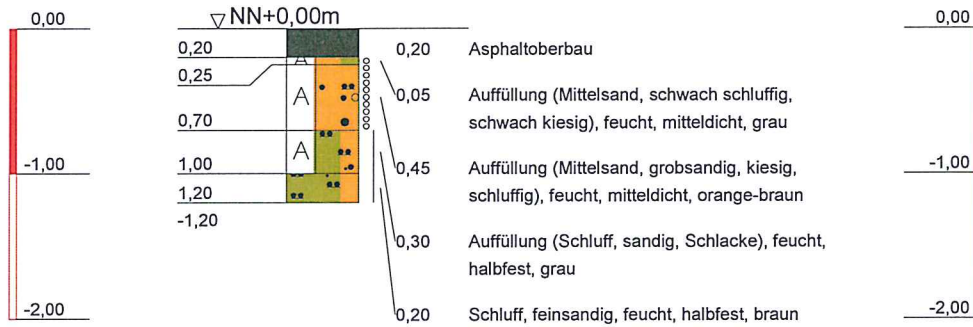 NN+0,00m
0,00
0,00
0,20
0,20 Asphaltoberbau
A
0,25
A
0,05 Auffüllung (Mittelsand, schwach schluffig,
schwach kiesig), feucht, mitteldicht, grau
0,70
A
-1,00
1,00
0,45 Auffüllung (Mittelsand, grobsandig, kiesig,
schluffig), feucht, mitteldicht, orange-braun
-1,00
1,20
-1,20
0,30 Auffüllung (Schluff, sandig, Schlacke), feucht,
halbfest, grau
-2,00
0,20 Schluff, feinsandig, feucht, halbfest, braun
-2,00